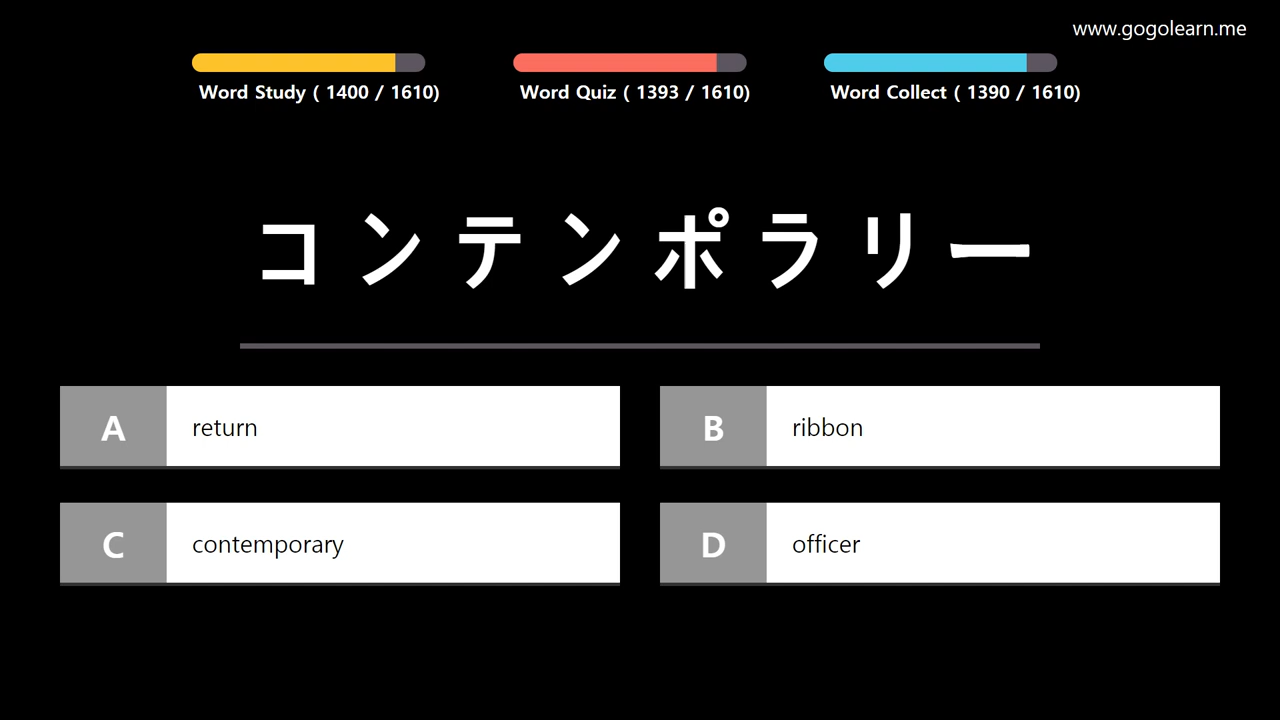 www.gogolearn.me
Word Study ( 1400 / 1610)
Word Quiz ( 1393 / 1610)
Word Collect ( 1390 / 1610)
コンテンポラリー
A return
B ribbon
C contemporary
D officer